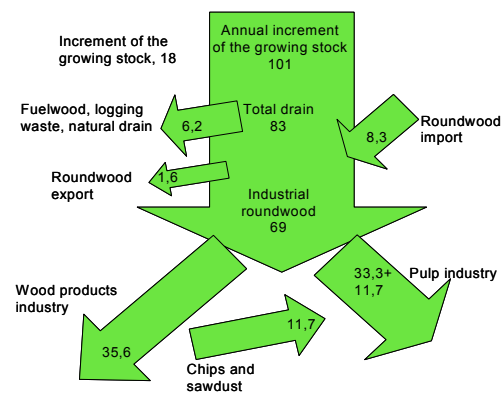 Annual increment
of the growing stock
101
Increment of the
growing stock, 18
Fuelwood, logging
waste, natural drain
6,2
Total drain
83
Roundwood
import
8,3
Roundwood
export
1,6
Industrial
roundwood
69
Wood products
industry
35,6
33,3+
11,7
Pulp industry
11,7
Chips and
sawdust